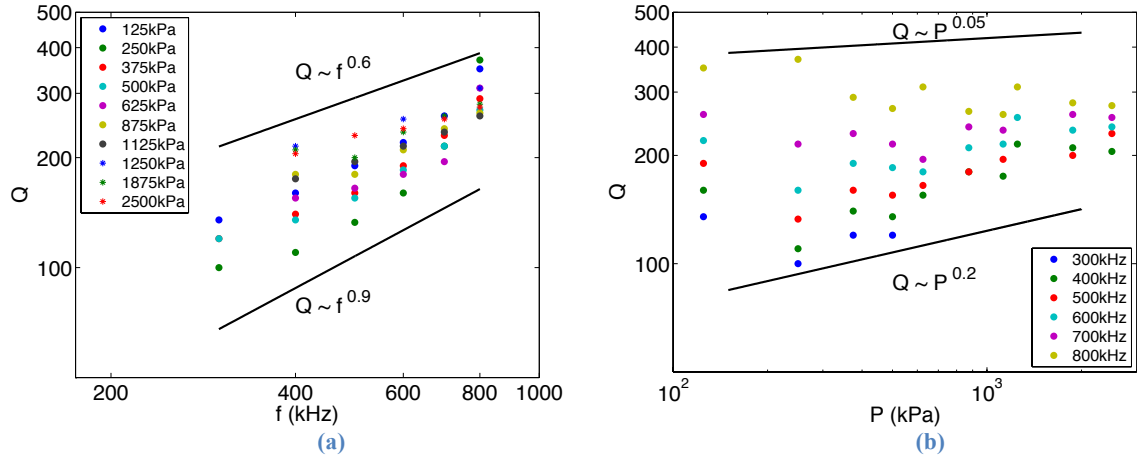 500
400
300
200
100
Q
200
400
600
800
1000
f (kHz)
125kPa
250kPa
375kPa
500kPa
625kPa
875kPa
1125kPa
1250kPa
1875kPa
2500kPa
Q ~ f^0.6
Q ~ f^0.9
(a)
500
400
300
200
100
Q
10^2
10^3
P (kPa)
Q ~ P^0.05
Q ~ P^0.2
300kHz
400kHz
500kHz
600kHz
700kHz
800kHz
(b)